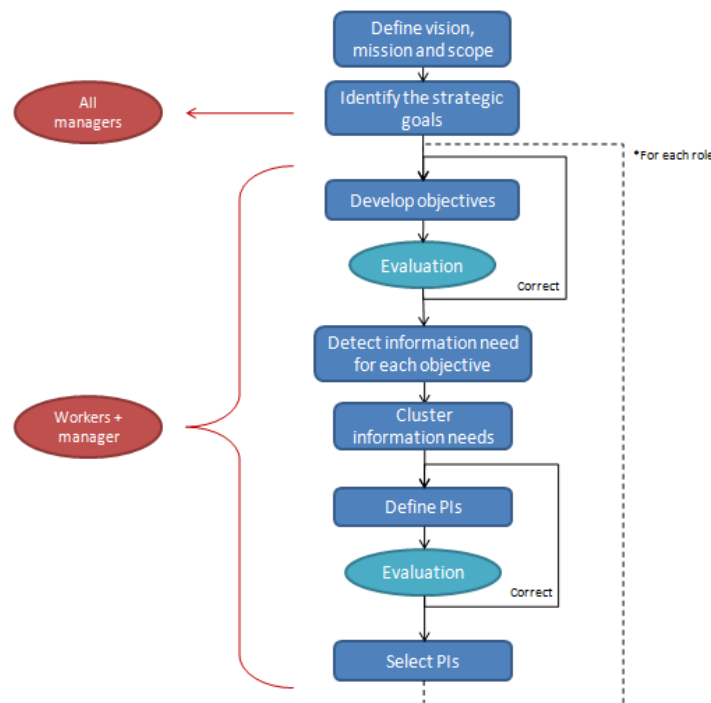 Define vision,
mission and scope
All
managers
Identify the strategic
goals
*For each role
Develop objectives
Evaluation
Correct
Detect information need
for each objective
Workers +
manager
Cluster
information needs
Define PIs
Evaluation
Correct
Select PIs